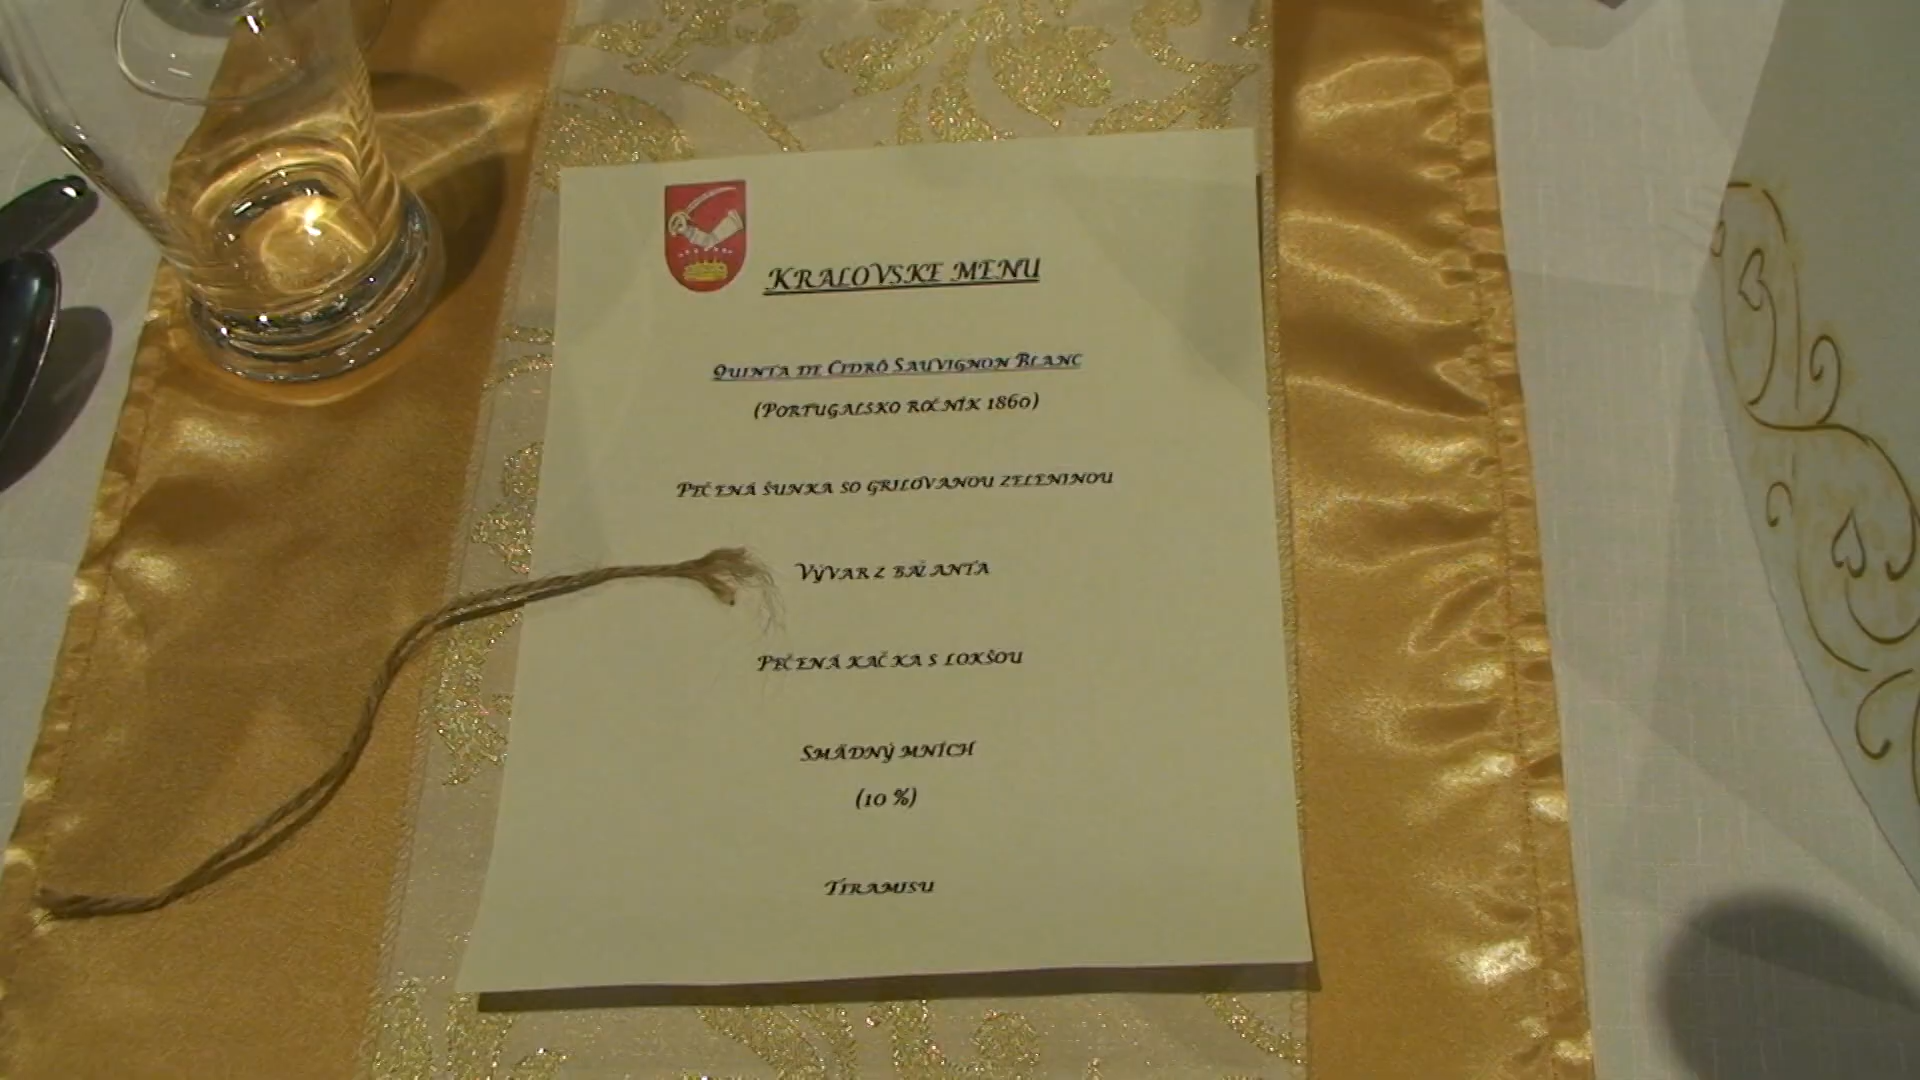 KRALOVSKE MENU
QUINTA DE CIDRÔ SAUVIGNON BLANC
(PORTUGALSKO ROČNÍK 1860)
PEČENÁ ŠUNKA SO GRILOVANOU ZELENINOU
VÝVAR Z BAŽANTA
PEČENÁ KAČKA S LOKŠOU
SMÄDNÝ MNÍCH
(10 %)
TIRAMISU